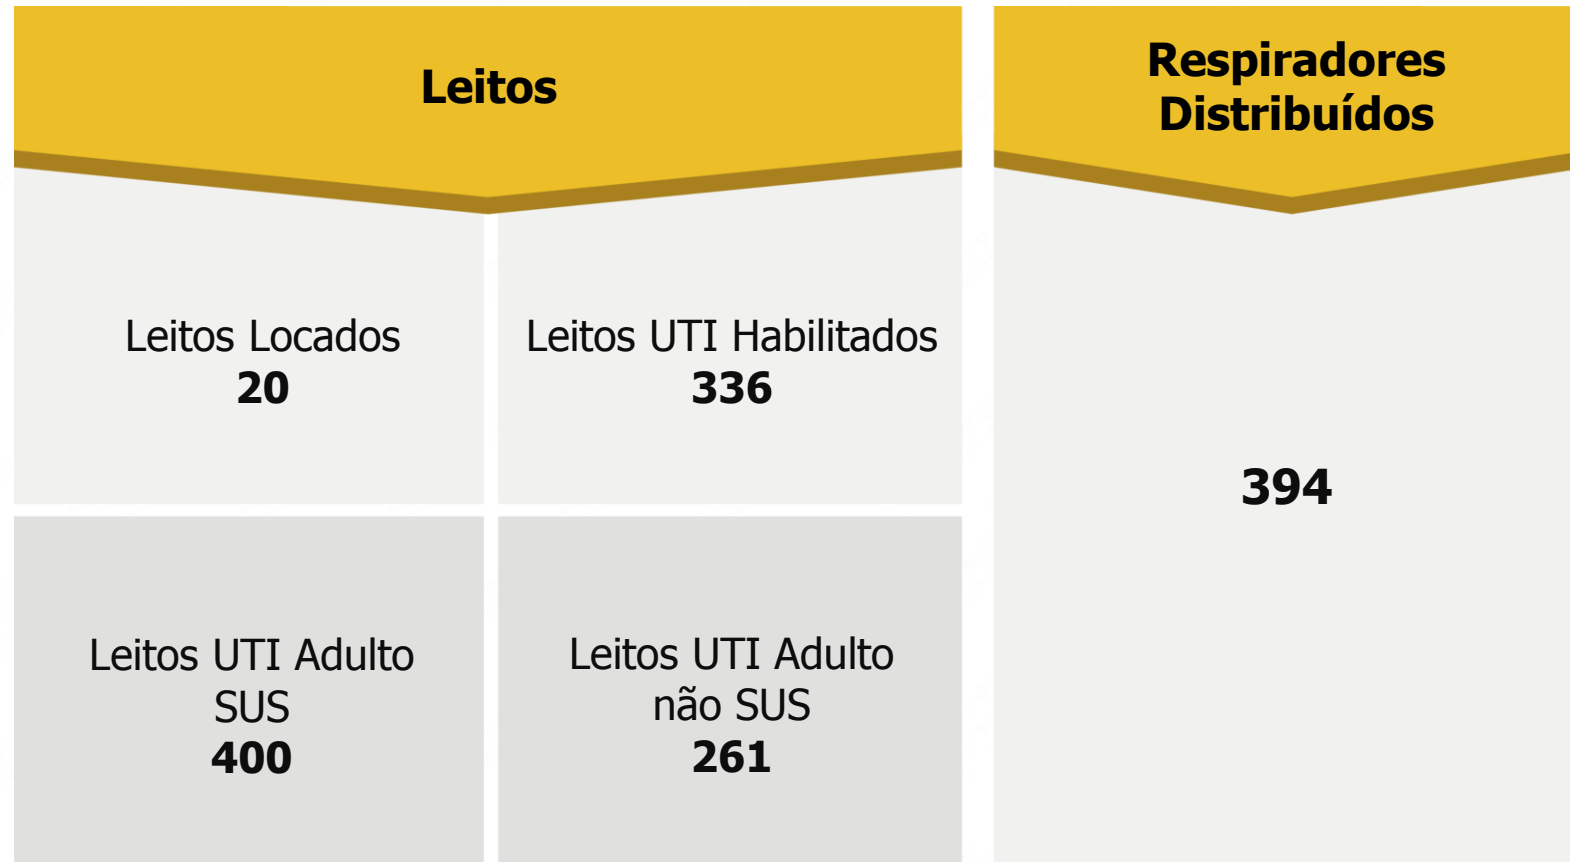 Leitos
Respiradores
Distribuídos
Leitos Locados
20
Leitos UTI Habilitados
336
Leitos UTI Adulto
SUS
400
Leitos UTI Adulto
não SUS
261
394